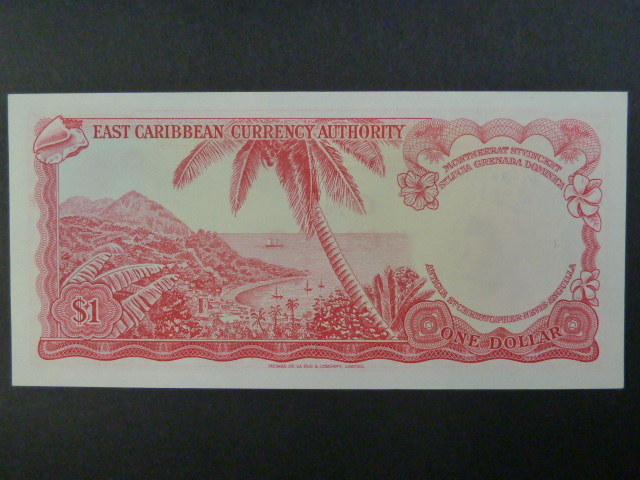 EAST CARIBBEAN CURRENCY AUTHORITY
MONTSERRAT ST VINCENT
ST LUCIA GRENADA DOMINICA
ANTIGUA ST CHRISTOPHER-NEVIS-ANGUILLA
$1
ONE DOLLAR
THOMAS DE LA RUE & COMPANY, LIMITED